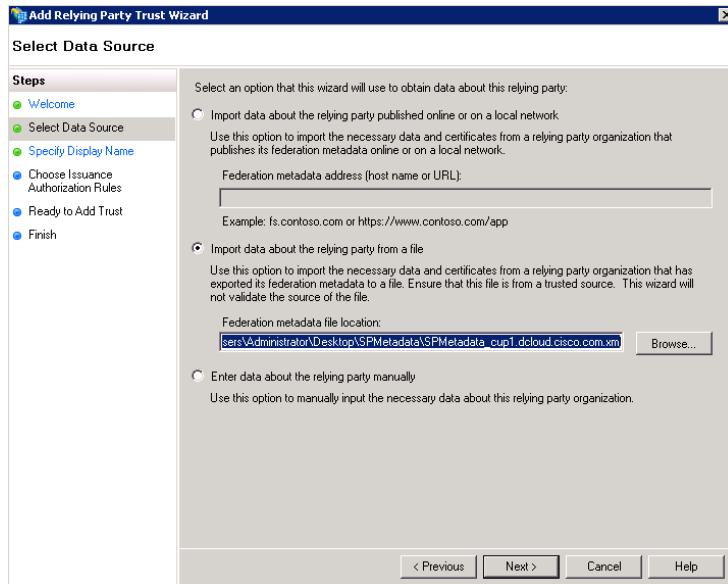 Add Relying Party Trust Wizard
Select Data Source
Steps
Welcome
Select Data Source
Specify Display Name
Choose Issuance
Authorization Rules
Ready to Add Trust
Finish
Select an option that this wizard will use to obtain data about this relying party:
Import data about the relying party published online or on a local network
Use this option to import the necessary data and certificates from a relying party organization that
publishes its federation metadata online or on a local network.
Federation metadata address (host name or URL):
Example: fs.contoso.com or https://www.contoso.com/app
Import data about the relying party from a file
Use this option to import the necessary data and certificates from a relying party organization that has
exported its federation metadata to a file. Ensure that this file is from a trusted source. This wizard will
not validate the source of the file.
Federation metadata file location:
sers\Administrator\Desktop\SPMetadata\SPMetadata_cup1.dcloud.cisco.com.xm
Browse...
Enter data about the relying party manually
Use this option to manually input the necessary data about this relying party organization.
< Previous
Next >
Cancel
Help